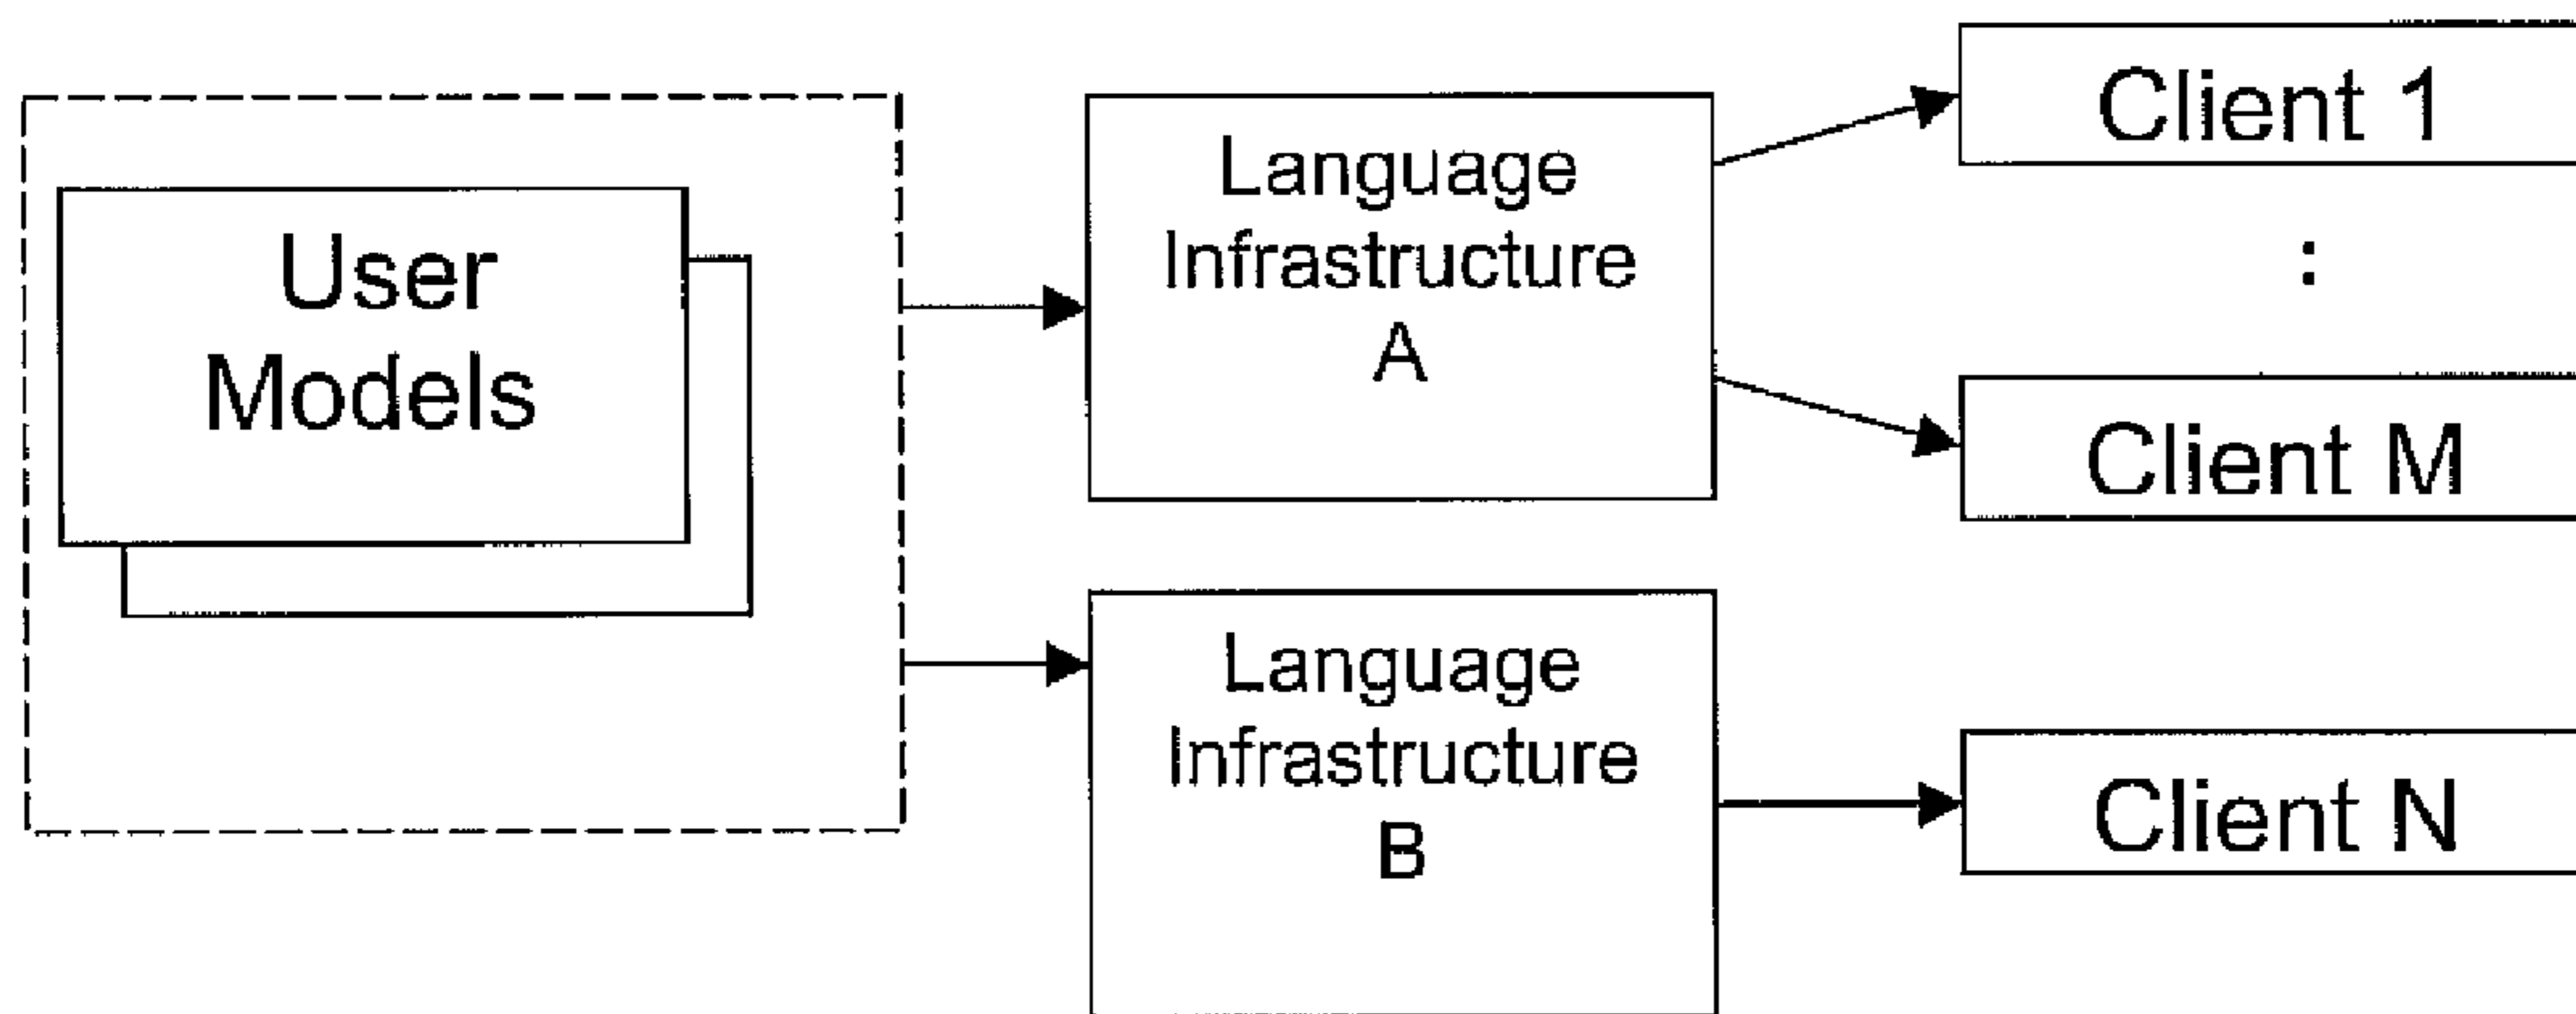 User
Models
Language
Infrastructure
A
Language
Infrastructure
B
Client 1
:
Client M
Client N